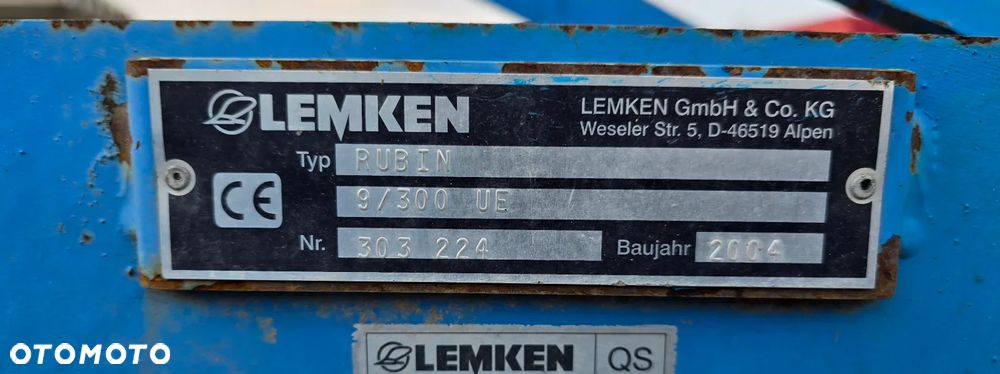 LEMKEN
LEMKEN GmbH & Co. KG
Weseler Str. 5, D-46519 Alpen
Typ RUBIN
CE 9/300 UE
Nr. 303 224 Baujahr 2004
LEMKEN QS
OTOMOTO